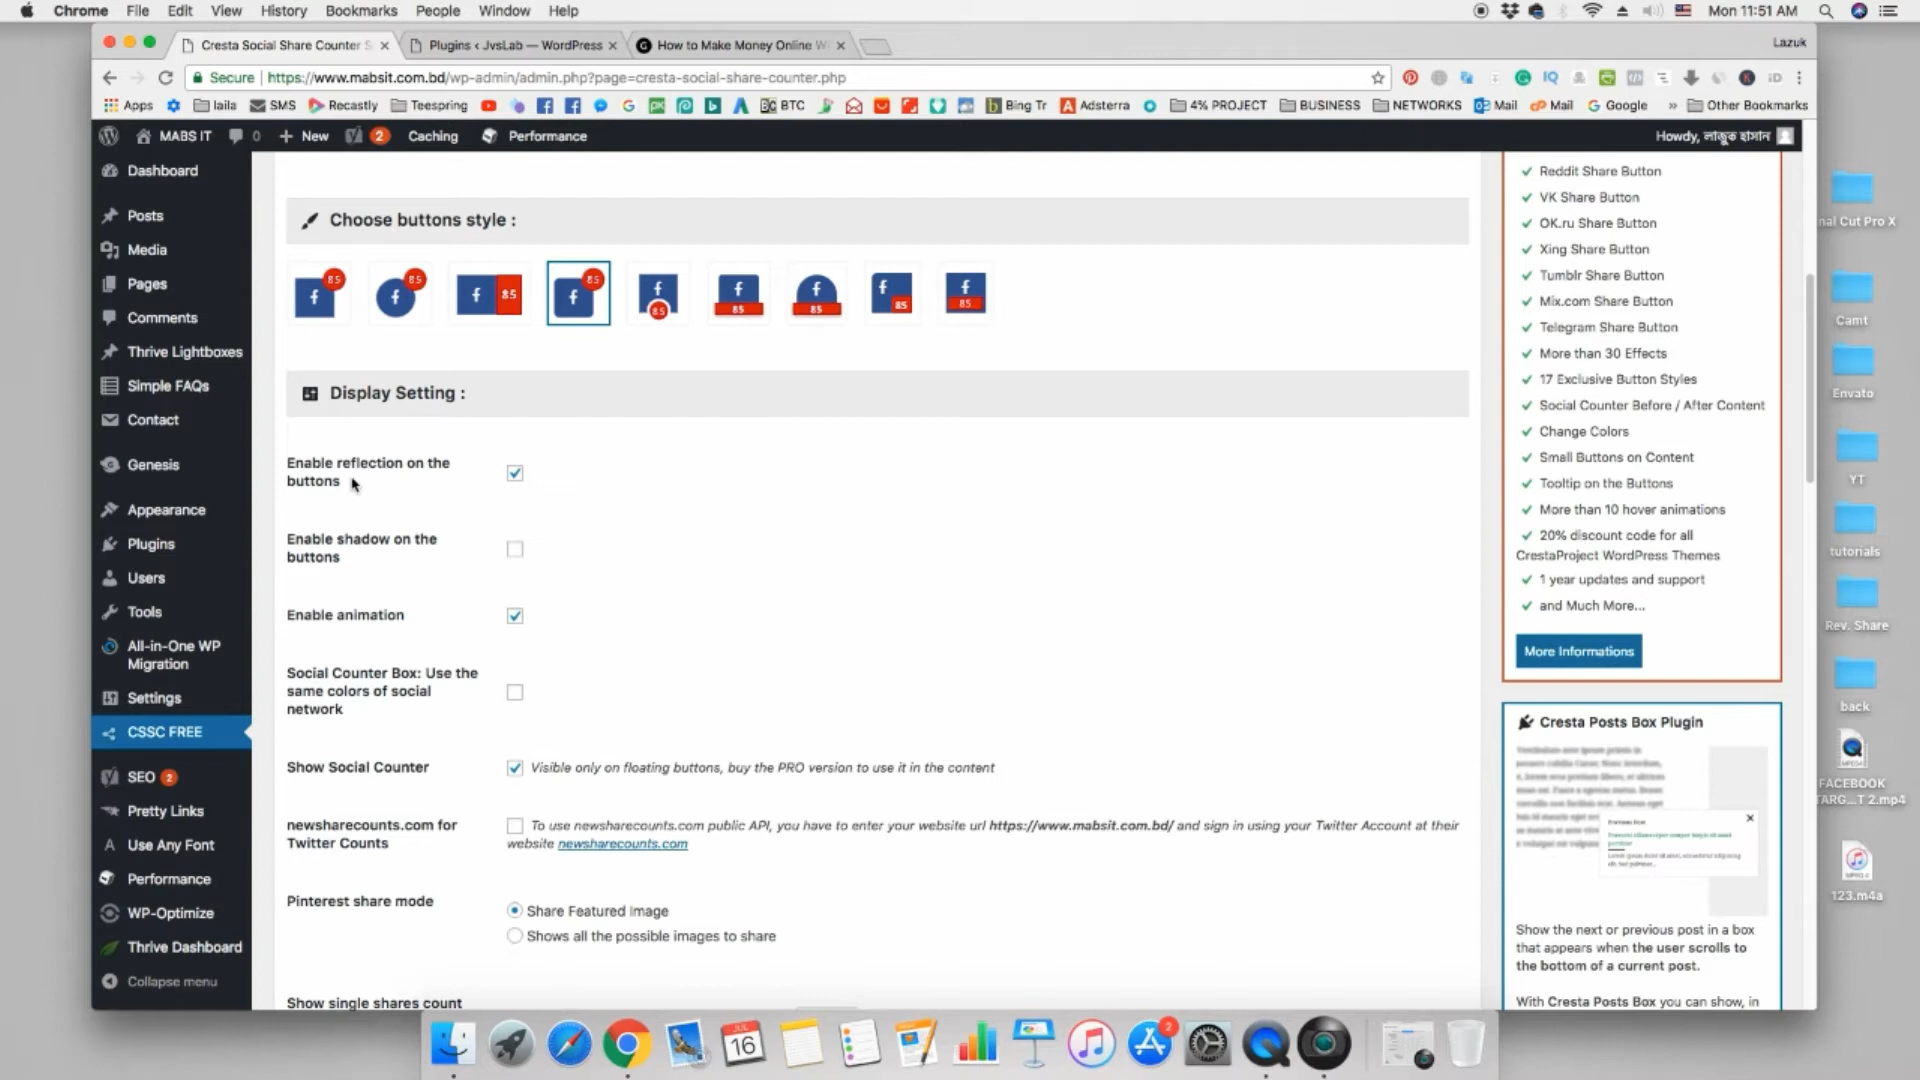 Chrome File Edit View History Bookmarks People Window Help Mon 11:51 AM
Cresta Social Share Counter S Plugins ‹ JvsLab — WordPress How to Make Money Online W Lazuk
Secure https://www.mabsit.com.bd/wp-admin/admin.php?page=cresta-social-share-counter.php
Apps laila SMS Recastly Teespring BTC Bing Tr Adsterra 4% PROJECT BUSINESS NETWORKS Mail Mail Google » Other Bookmarks
MABS IT 0 + New 2 Caching Performance Howdy, লাজুক হাসান
Dashboard
Posts
Media
Pages
Comments
Thrive Lightboxes
Simple FAQs
Contact
Genesis
Appearance
Plugins
Users
Tools
All-in-One WP
Migration
Settings
CSSC FREE
SEO 2
Pretty Links
Use Any Font
Performance
WP-Optimize
Thrive Dashboard
Collapse menu
Choose buttons style :
85 85 85 85 85 85 85 85 85
Display Setting :
Enable reflection on the
buttons
Enable shadow on the
buttons
Enable animation
Social Counter Box: Use the
same colors of social
network
Show Social Counter
Visible only on floating buttons, buy the PRO version to use it in the content
newsharecounts.com for
Twitter Counts
To use newsharecounts.com public API, you have to enter your website url https://www.mabsit.com.bd/ and sign in using your Twitter Account at their
website newsharecounts.com
Pinterest share mode
Share Featured Image
Shows all the possible images to share
Show single shares count
Reddit Share Button
VK Share Button
OK.ru Share Button
Xing Share Button
Tumblr Share Button
Mix.com Share Button
Telegram Share Button
More than 30 Effects
17 Exclusive Button Styles
Social Counter Before / After Content
Change Colors
Small Buttons on Content
Tooltip on the Buttons
More than 10 hover animations
20% discount code for all
CrestaProject WordPress Themes
1 year updates and support
and Much More...
More Informations
Cresta Posts Box Plugin
Show the next or previous post in a box
that appears when the user scrolls to
the bottom of a current post.
With Cresta Posts Box you can show, in
nal Cut Pro X
Camt
Envato
YT
tutorials
Rev. Share
back
FACEBOOK
TARG...T 2.mp4
123.m4a
JUL
16
2